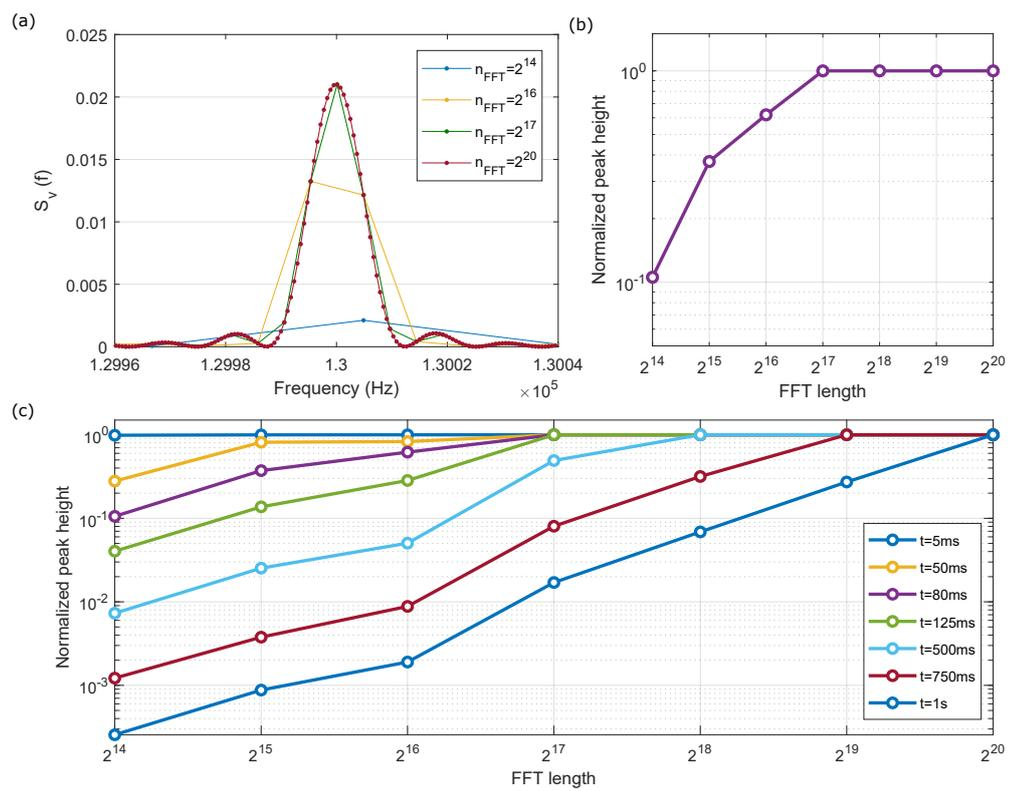 (a)
0.025
0.02
0.015
0.01
0.005
0
S_v (f)
n_FFT=2^14
n_FFT=2^16
n_FFT=2^17
n_FFT=2^20
1.2996 1.2998 1.3 1.3002 1.3004
Frequency (Hz)
×10^5
(b)
10^0
10^-1
Normalized peak height
2^14 2^15 2^16 2^17 2^18 2^19 2^20
FFT length
(c)
10^0
10^-1
10^-2
10^-3
Normalized peak height
t=5ms
t=50ms
t=80ms
t=125ms
t=500ms
t=750ms
t=1s
2^14 2^15 2^16 2^17 2^18 2^19 2^20
FFT length